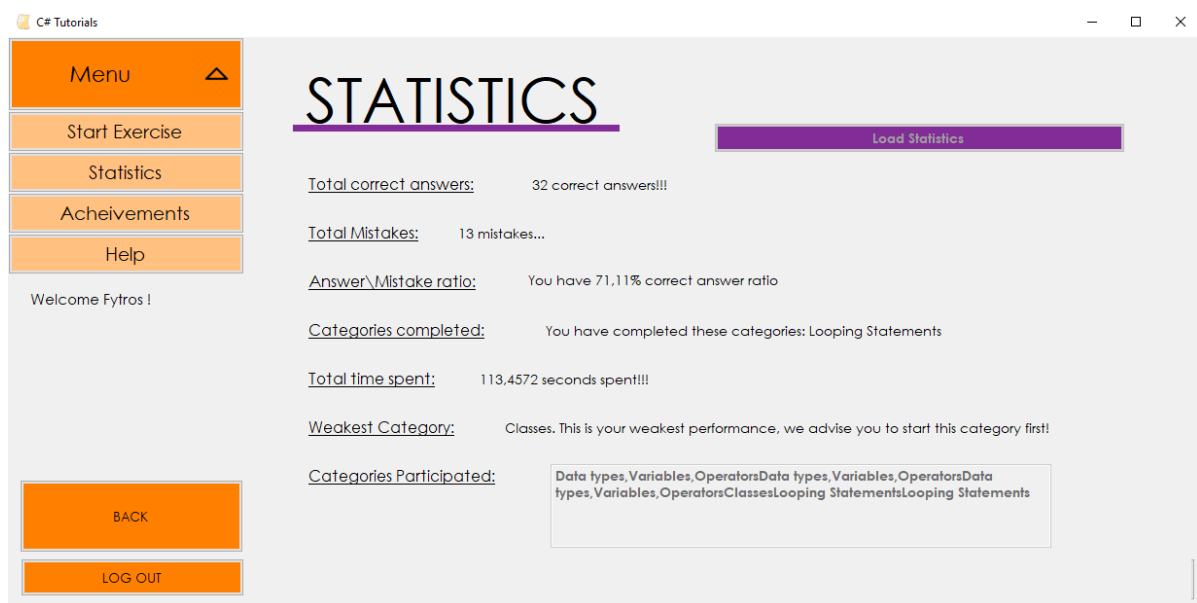 C# Tutorials
Menu
Start Exercise
Statistics
Acheivements
Help
Welcome Fytros !
BACK
LOG OUT
STATISTICS
Load Statistics
Total correct answers: 32 correct answers!!!
Total Mistakes: 13 mistakes...
Answer\Mistake ratio: You have 71,11% correct answer ratio
Categories completed: You have completed these categories: Looping Statements
Total time spent: 113,4572 seconds spent!!!
Weakest Category: Classes. This is your weakest performance, we advise you to start this category first!
Categories Participated: Data types,Variables,OperatorsData types,Variables,OperatorsData
types,Variables,OperatorsClassesLooping StatementsLooping Statements